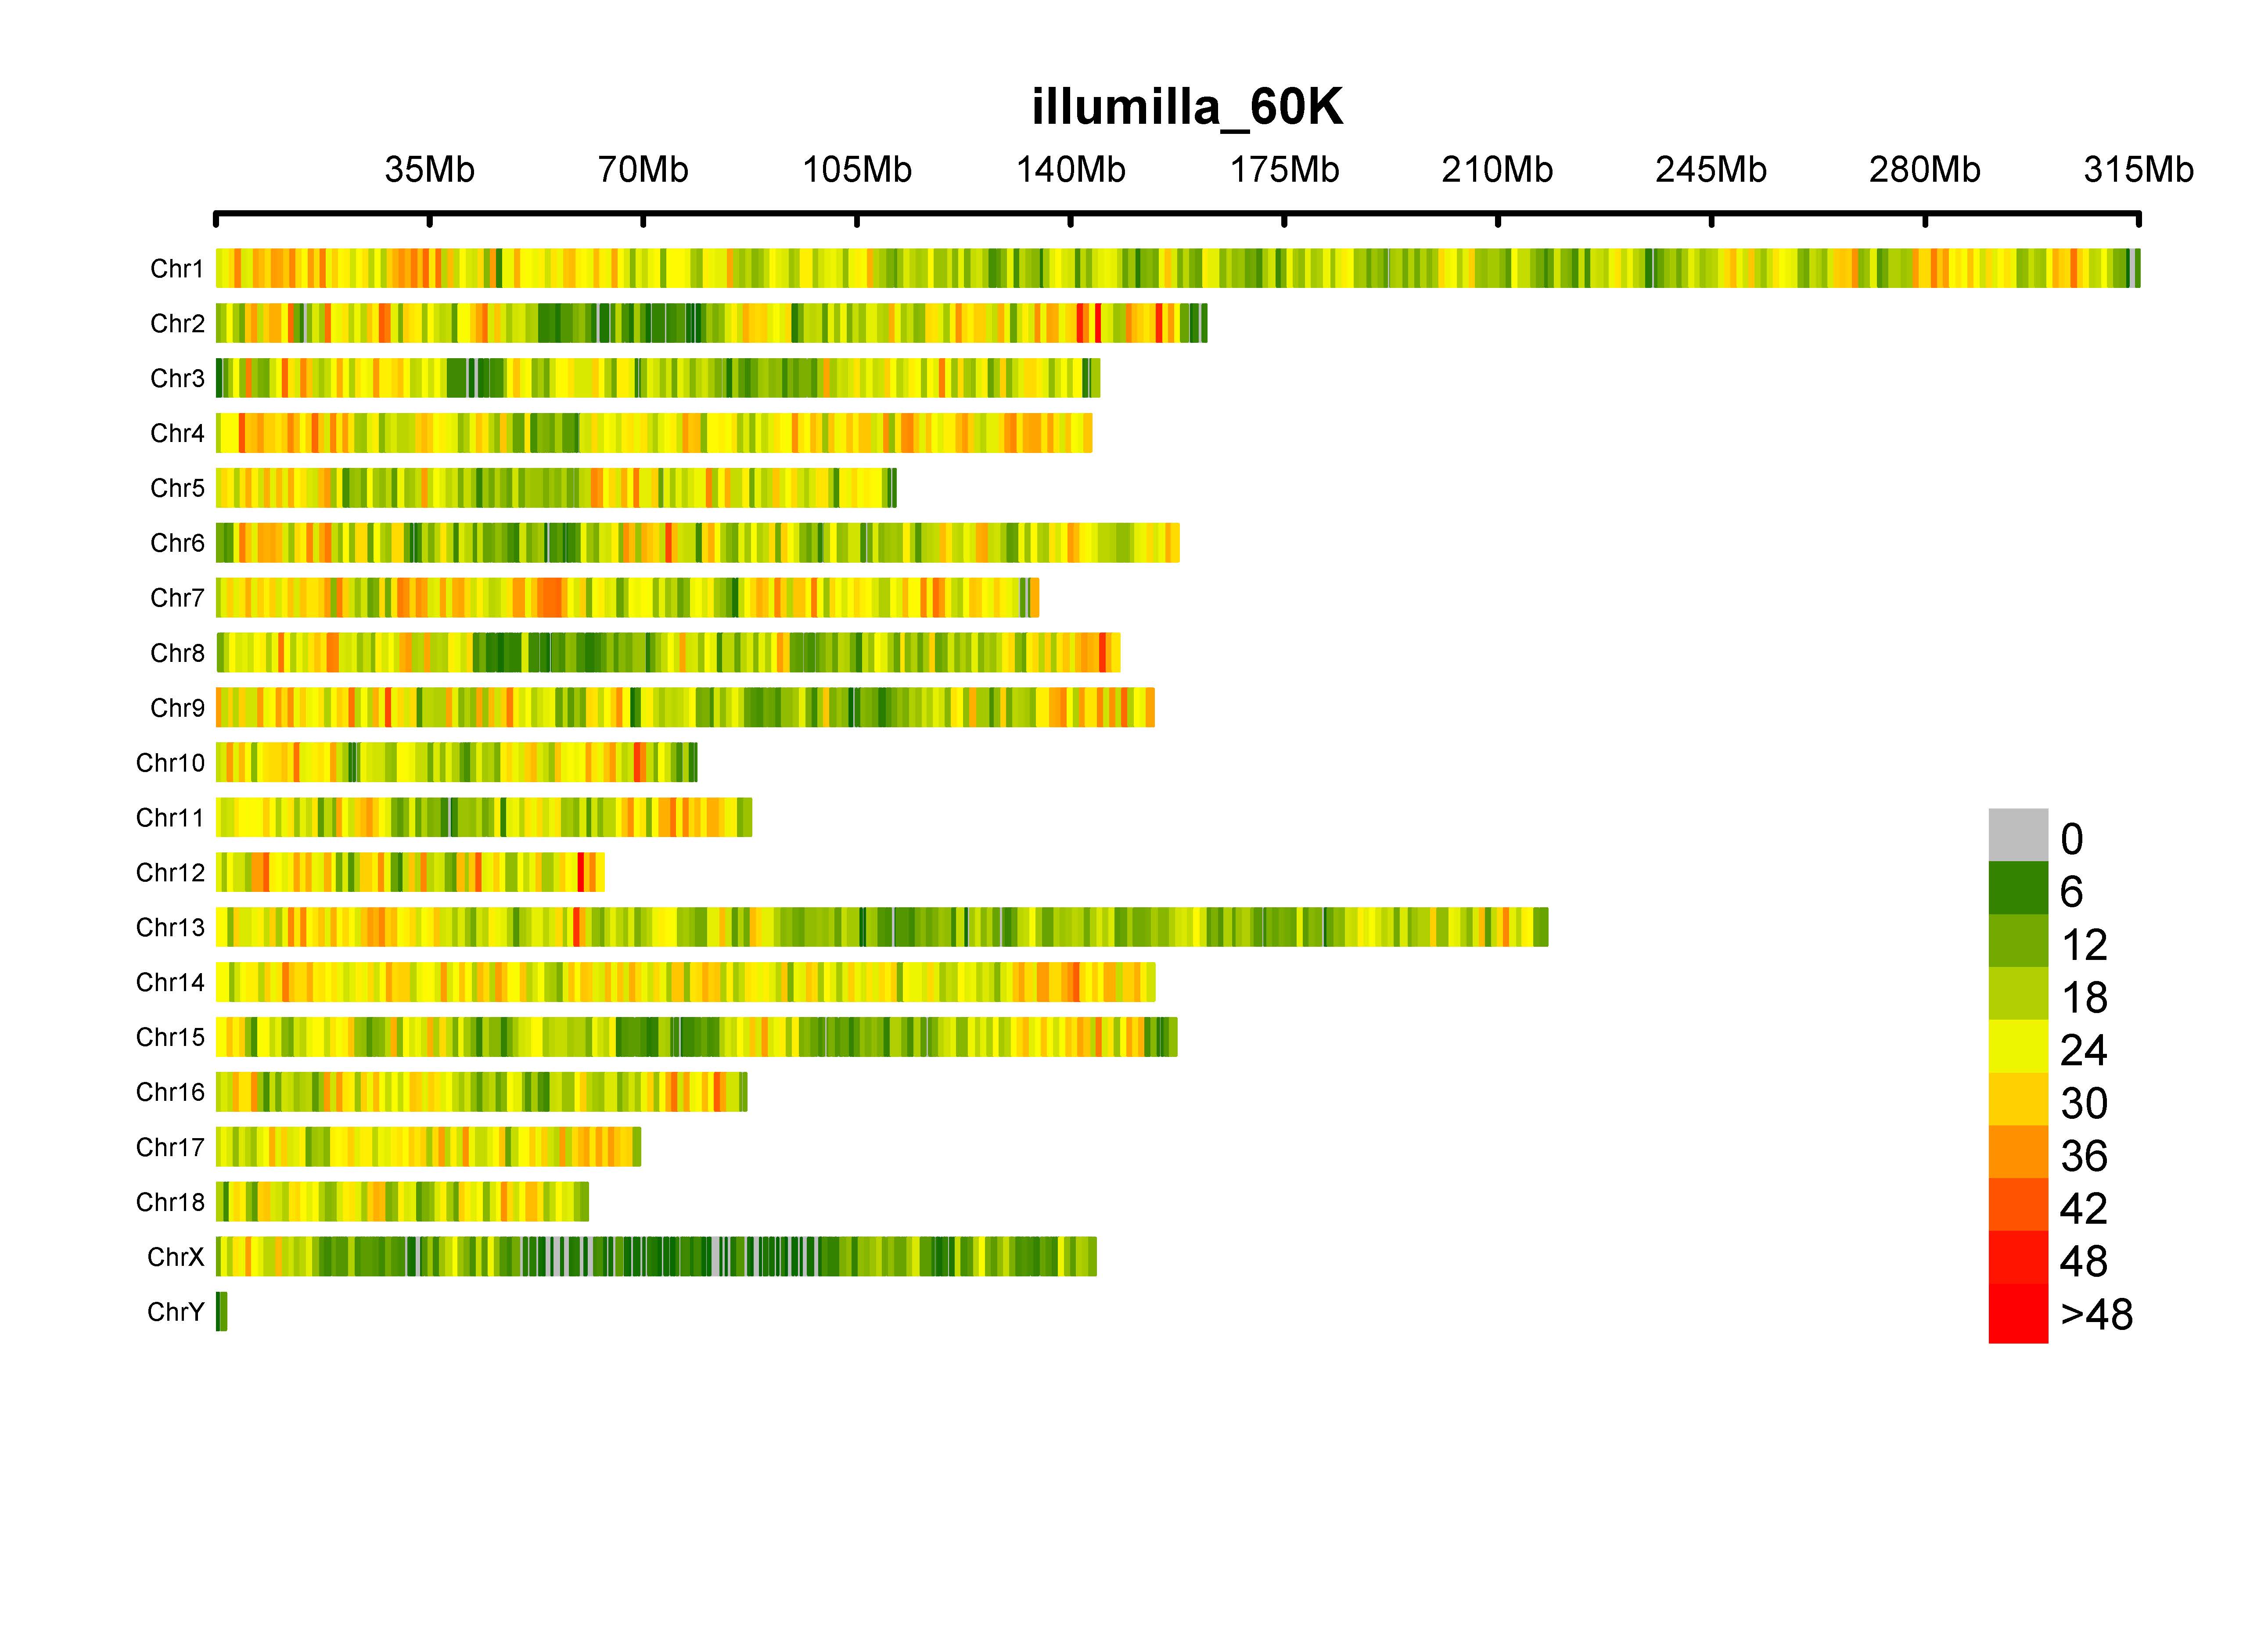 illumilla_60K
35Mb 70Mb 105Mb 140Mb 175Mb 210Mb 245Mb 280Mb 315Mb
Chr1
Chr2
Chr3
Chr4
Chr5
Chr6
Chr7
Chr8
Chr9
Chr10
Chr11
Chr12
Chr13
Chr14
Chr15
Chr16
Chr17
Chr18
ChrX
ChrY
0
6
12
18
24
30
36
42
48
>48